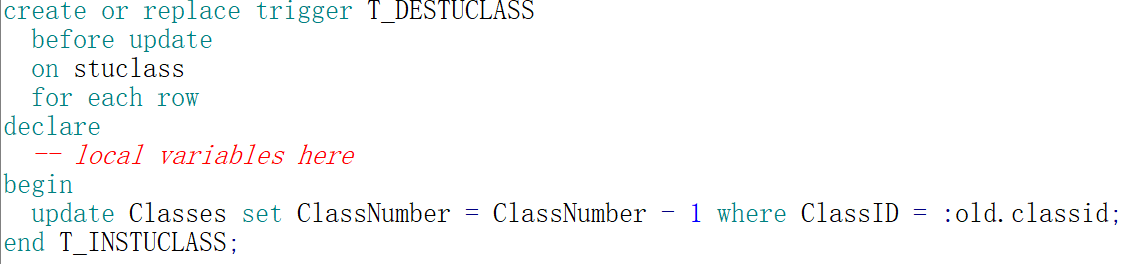 create or replace trigger T_DESTUCLASS
before update
on stuclass
for each row
declare
-- local variables here
begin
update Classes set ClassNumber = ClassNumber - 1 where ClassID = :old.classid;
end T_INSTUCLASS;